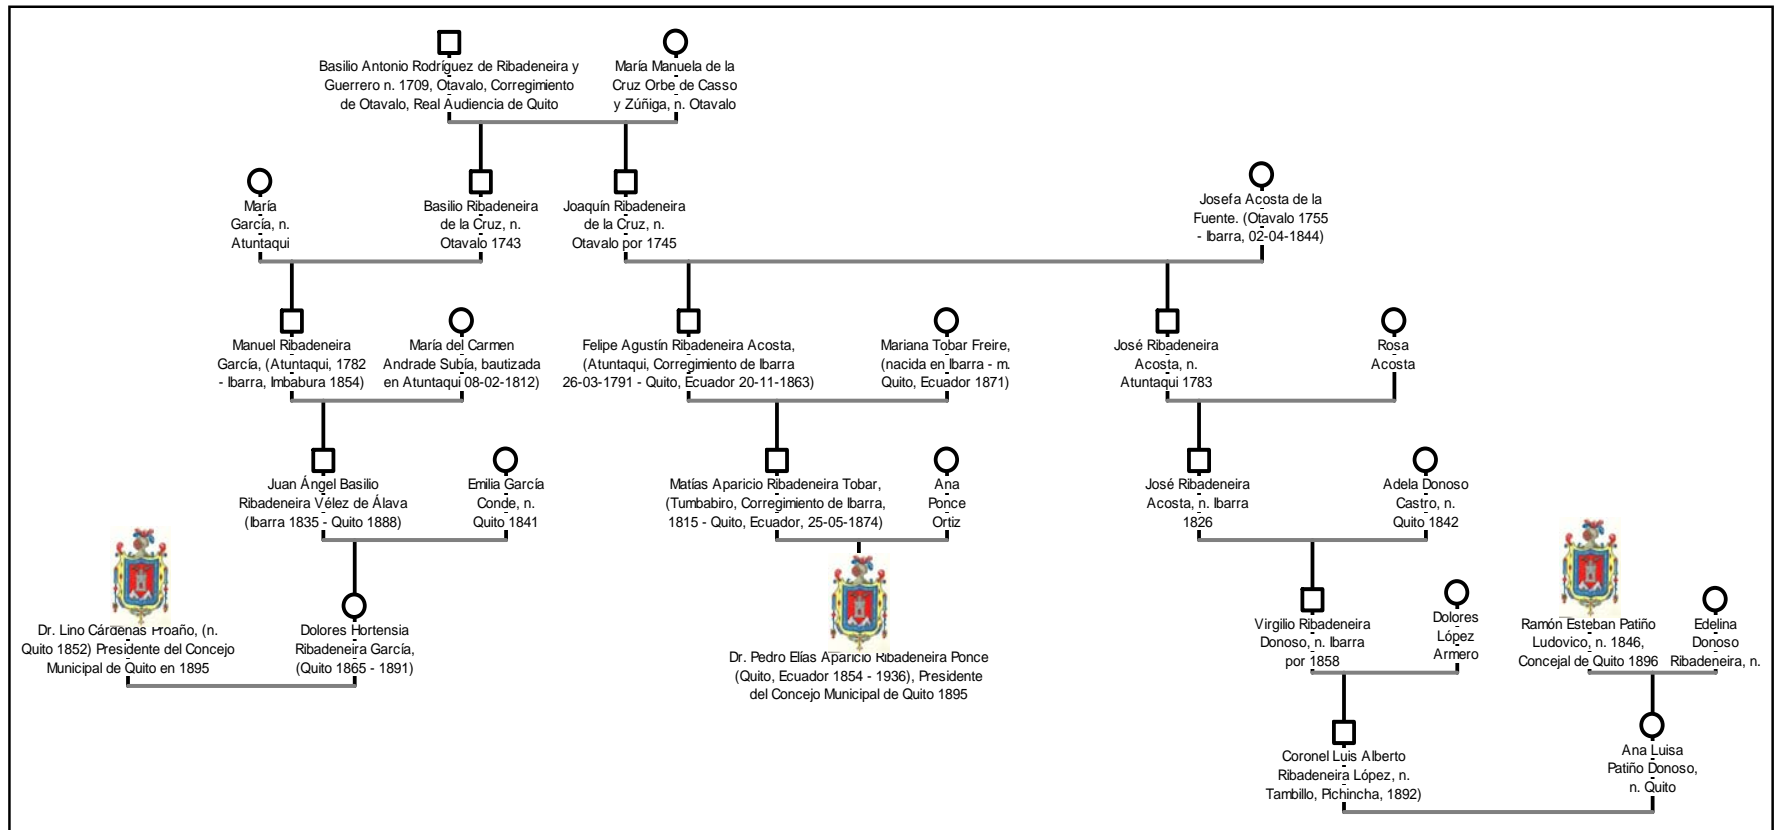 Basilio Antonio Rodríguez de Ribadeneira y
Guerrero n. 1709, Otavalo, Corregimiento
de Otavalo, Real Audiencia de Quito
María Manuela de la
Cruz Orbe de Casso
y Zúñiga, n. Otavalo
María
García, n.
Atuntaqui
Basilio Ribadeneira
de la Cruz, n.
Otavalo 1743
Joaquín Ribadeneira
de la Cruz, n.
Otavalo por 1745
Josefa Acosta de la
Fuente. (Otavalo 1755
- Ibarra, 02-04-1844)
Manuel Ribadeneira
García, (Atuntaqui, 1782
- Ibarra, Imbabura 1854)
María del Carmen
Andrade Subía, bautizada
en Atuntaqui 08-02-1812)
Felipe Agustín Ribadeneira Acosta,
(Atuntaqui, Corregimiento de Ibarra
26-03-1791 - Quito, Ecuador 20-11-1863)
Mariana Tobar Freire,
(nacida en Ibarra - m.
Quito, Ecuador 1871)
José Ribadeneira
Acosta, n.
Atuntaqui 1783
Rosa
Acosta
Juan Ángel Basilio
Ribadeneira Vélez de Álava
(Ibarra 1835 - Quito 1888)
Emilia García
Conde, n.
Quito 1841
Matías Aparicio Ribadeneira Tobar,
(Tumbabiro, Corregimiento de Ibarra,
1815 - Quito, Ecuador, 25-05-1874)
Ana
Ponce
Ortiz
José Ribadeneira
Acosta, n. Ibarra
1826
Adela Donoso
Castro, n.
Quito 1842
Dr. Lino Cárdenas Proaño, (n.
Quito 1852) Presidente del Concejo
Municipal de Quito en 1895
Dolores Hortensia
Ribadeneira García,
(Quito 1865 - 1891)
Dr. Pedro Elías Aparicio Ribadeneira Ponce
(Quito, Ecuador 1854 - 1936), Presidente
del Concejo Municipal de Quito 1895
Virgilio Ribadeneira
Donoso, n. Ibarra
por 1858
Dolores
López
Armero
Ramón Esteban Patiño
Ludovico, n. 1846,
Concejal de Quito 1896
Edelina
Donoso
Ribadeneira, n.
Coronel Luis Alberto
Ribadeneira López, n.
Tambillo, Pichincha, 1892)
Ana Luisa
Patiño Donoso,
n. Quito